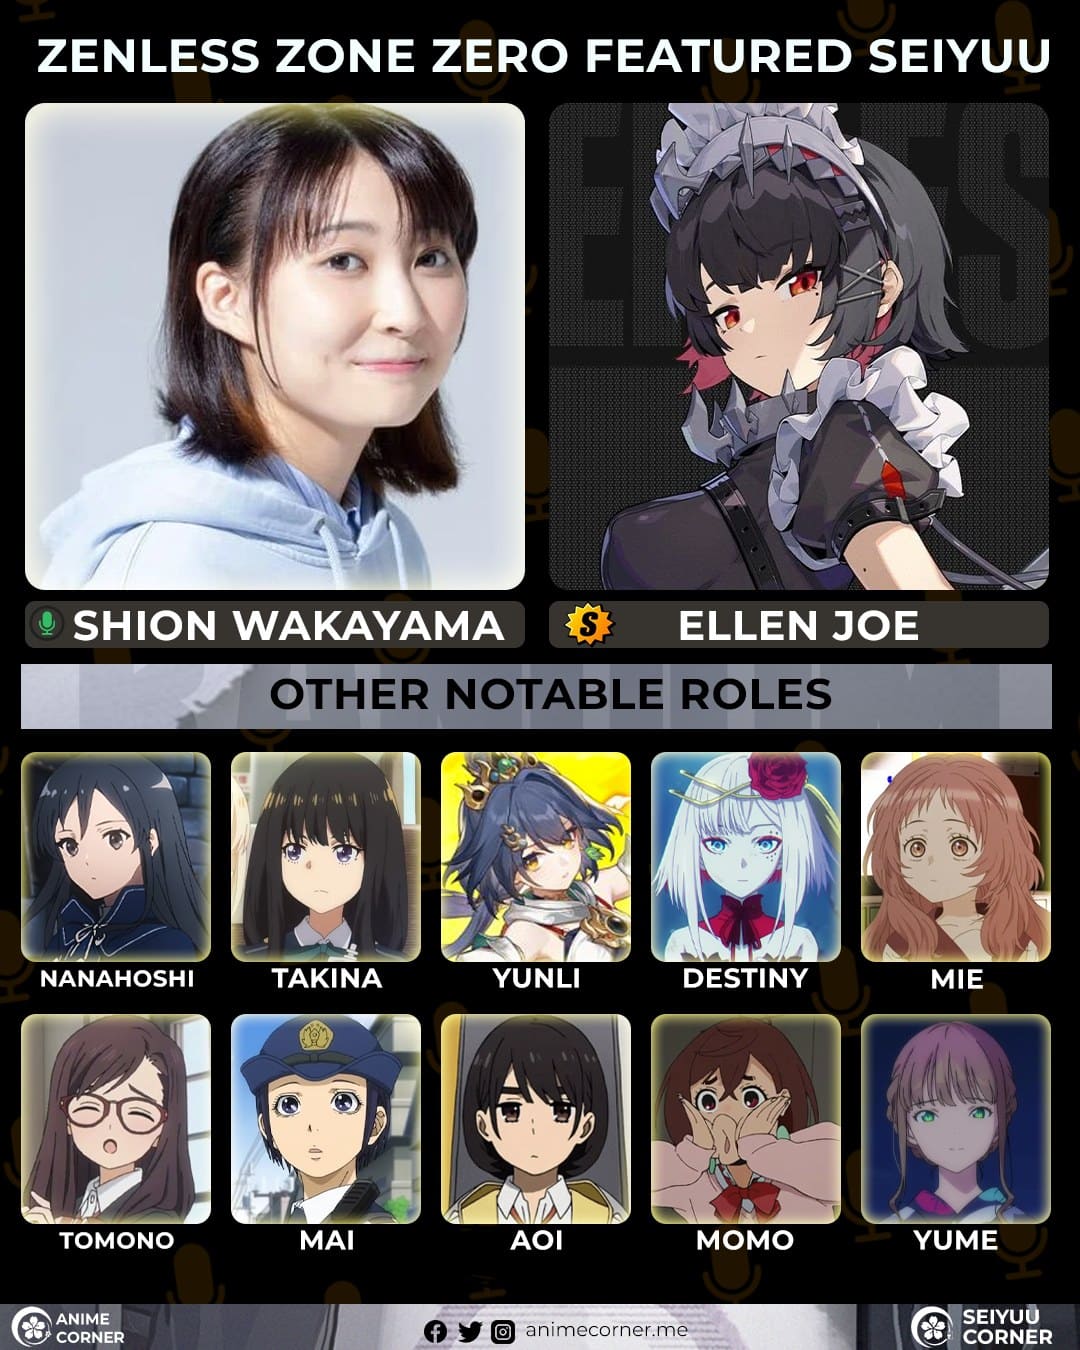 ZENLESS ZONE ZERO FEATURED SEIYUU
SHION WAKAYAMA
S ELLEN JOE
OTHER NOTABLE ROLES
NANAHOSHI
TAKINA
YUNLI
DESTINY
MIE
TOMONO
MAI
AOI
MOMO
YUME
ANIME
CORNER
animecorner.me
SEIYUU
CORNER